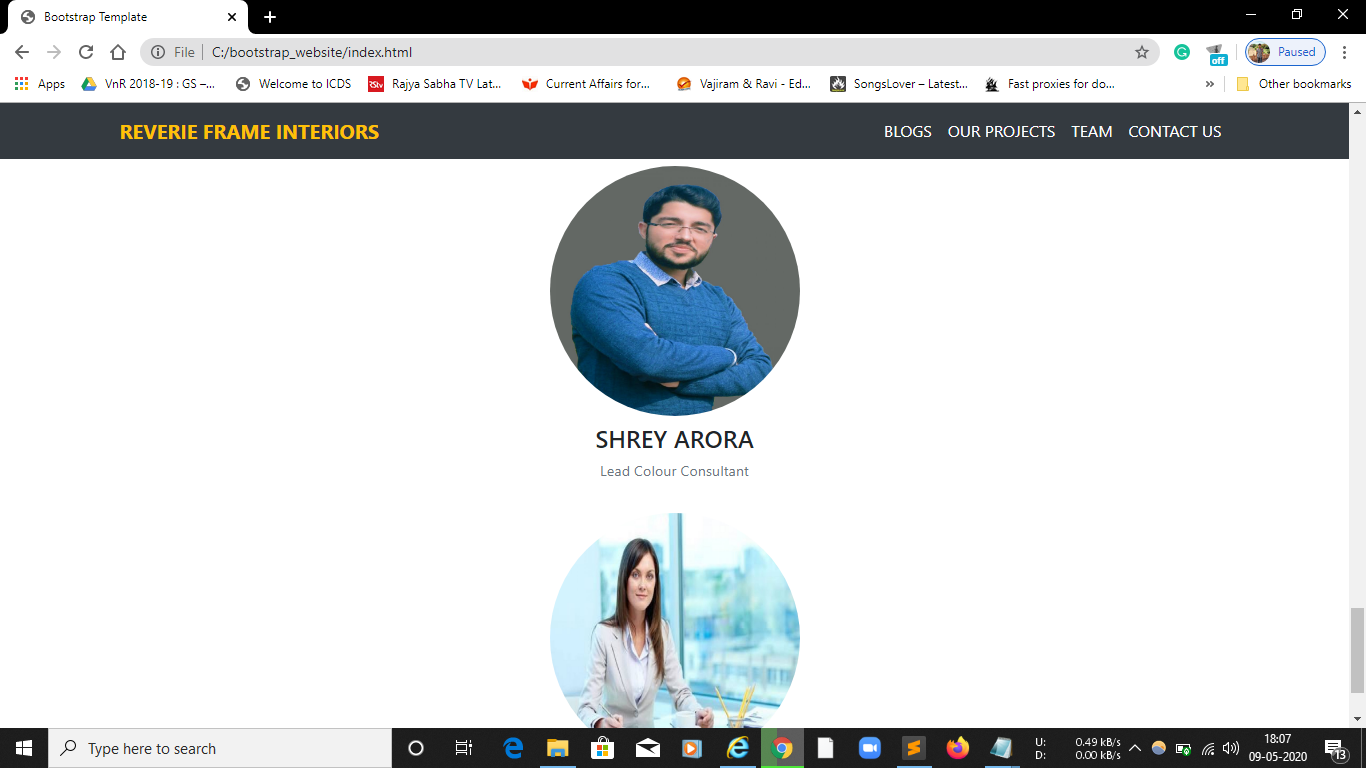 Bootstrap Template
File C:/bootstrap_website/index.html Paused
Apps VnR 2018-19 : GS –... Welcome to ICDS RSTV Rajya Sabha TV Lat... Current Affairs for... Vajiram & Ravi - Ed... SongsLover – Latest... Fast proxies for do... » Other bookmarks
off
REVERIE FRAME INTERIORS BLOGS OUR PROJECTS TEAM CONTACT US
SHREY ARORA
Lead Colour Consultant
Type here to search
U: 0.49 kB/s
D: 0.00 kB/s
18:07
09-05-2020
13